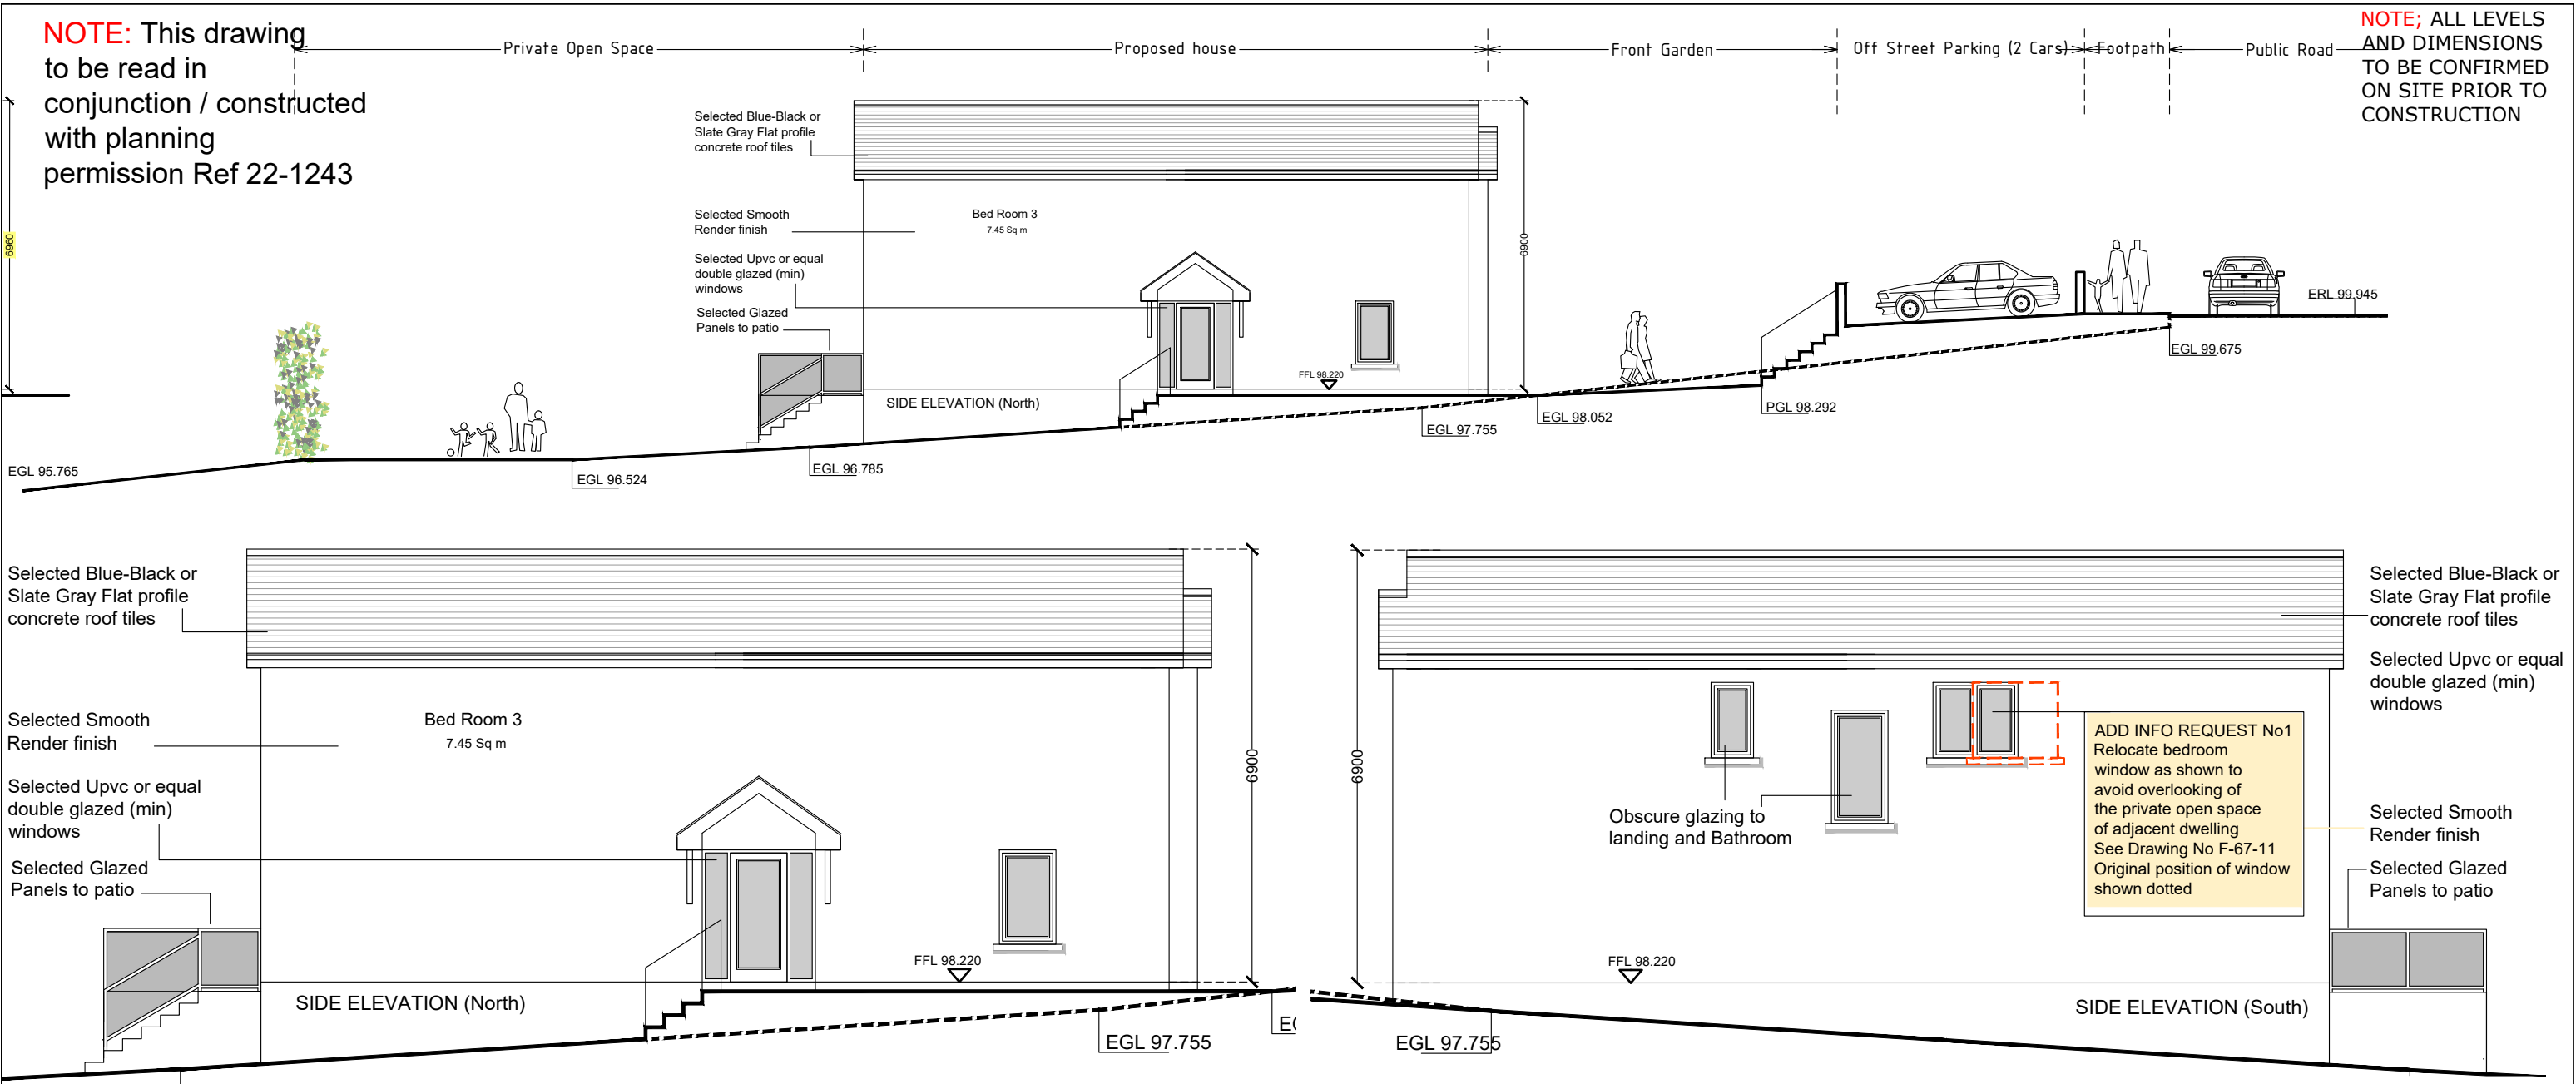 NOTE: This drawing
to be read in
conjunction / constructed
with planning
permission Ref 22-1243
Private Open Space
Proposed house
Front Garden
Off Street Parking (2 Cars)
Footpath
Public Road
NOTE; ALL LEVELS
AND DIMENSIONS
TO BE CONFIRMED
ON SITE PRIOR TO
CONSTRUCTION
6960
Selected Blue-Black or
Slate Gray Flat profile
concrete roof tiles
Selected Smooth
Render finish
Selected Upvc or equal
double glazed (min)
windows
Selected Glazed
Panels to patio
Bed Room 3
7.45 Sq m
6900
FFL 98.220
SIDE ELEVATION (North)
ERL 99.945
EGL 99.675
PGL 98.292
EGL 98.052
EGL 97.755
EGL 96.785
EGL 96.524
EGL 95.765
Selected Blue-Black or
Slate Gray Flat profile
concrete roof tiles
Selected Smooth
Render finish
Selected Upvc or equal
double glazed (min)
windows
Selected Glazed
Panels to patio
Bed Room 3
7.45 Sq m
6900
FFL 98.220
SIDE ELEVATION (North)
EGL 97.755
6900
Obscure glazing to
landing and Bathroom
ADD INFO REQUEST No1
Relocate bedroom
window as shown to
avoid overlooking of
the private open space
of adjacent dwelling
See Drawing No F-67-11
Original position of window
shown dotted
Selected Blue-Black or
Slate Gray Flat profile
concrete roof tiles
Selected Upvc or equal
double glazed (min)
windows
Selected Smooth
Render finish
Selected Glazed
Panels to patio
FFL 98.220
SIDE ELEVATION (South)
EGL 97.755